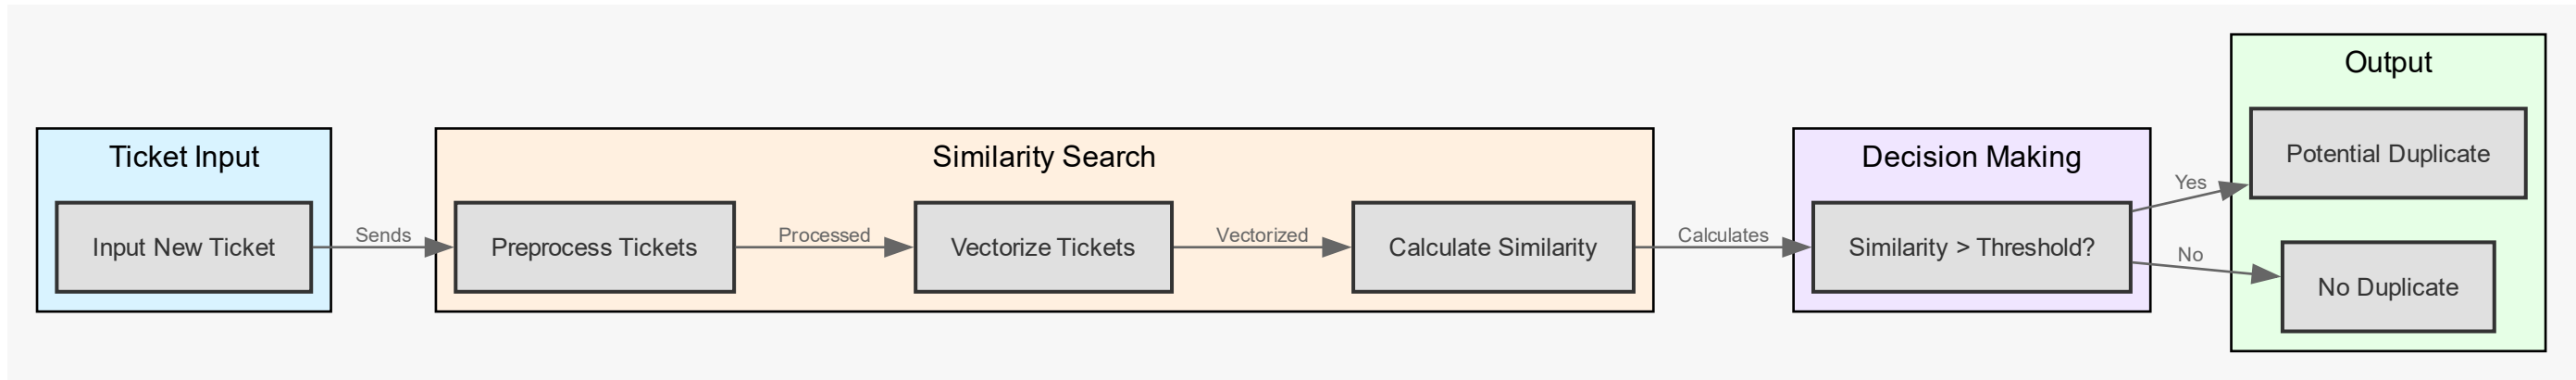 Ticket Input
Input New Ticket
Sends
Similarity Search
Preprocess Tickets
Processed
Vectorize Tickets
Vectorized
Calculate Similarity
Calculates
Decision Making
Similarity > Threshold?
Yes
No
Output
Potential Duplicate
No Duplicate